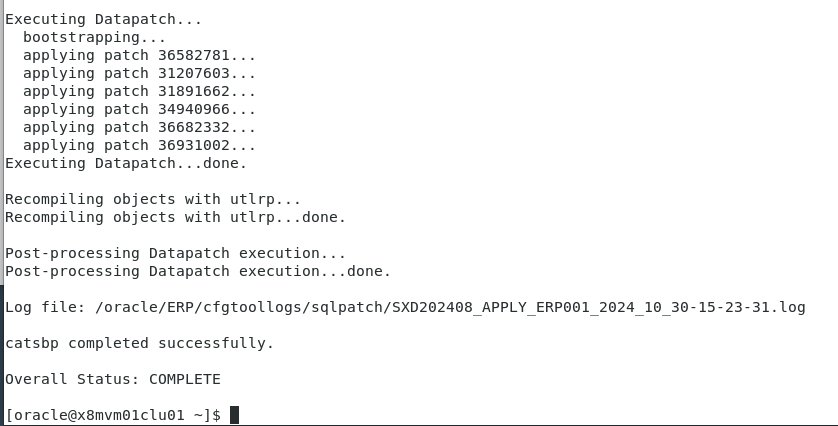 Executing Datapatch...
  bootstrapping...
  applying patch 36582781...
  applying patch 31207603...
  applying patch 31891662...
  applying patch 34940966...
  applying patch 36682332...
  applying patch 36931002...
Executing Datapatch...done.

Recompiling objects with utlrp...
Recompiling objects with utlrp...done.

Post-processing Datapatch execution...
Post-processing Datapatch execution...done.

Log file: /oracle/ERP/cfgtoollogs/sqlpatch/SXD202408_APPLY_ERP001_2024_10_30-15-23-31.log

catsbp completed successfully.

Overall Status: COMPLETE

[oracle@x8mvm01clu01 ~]$